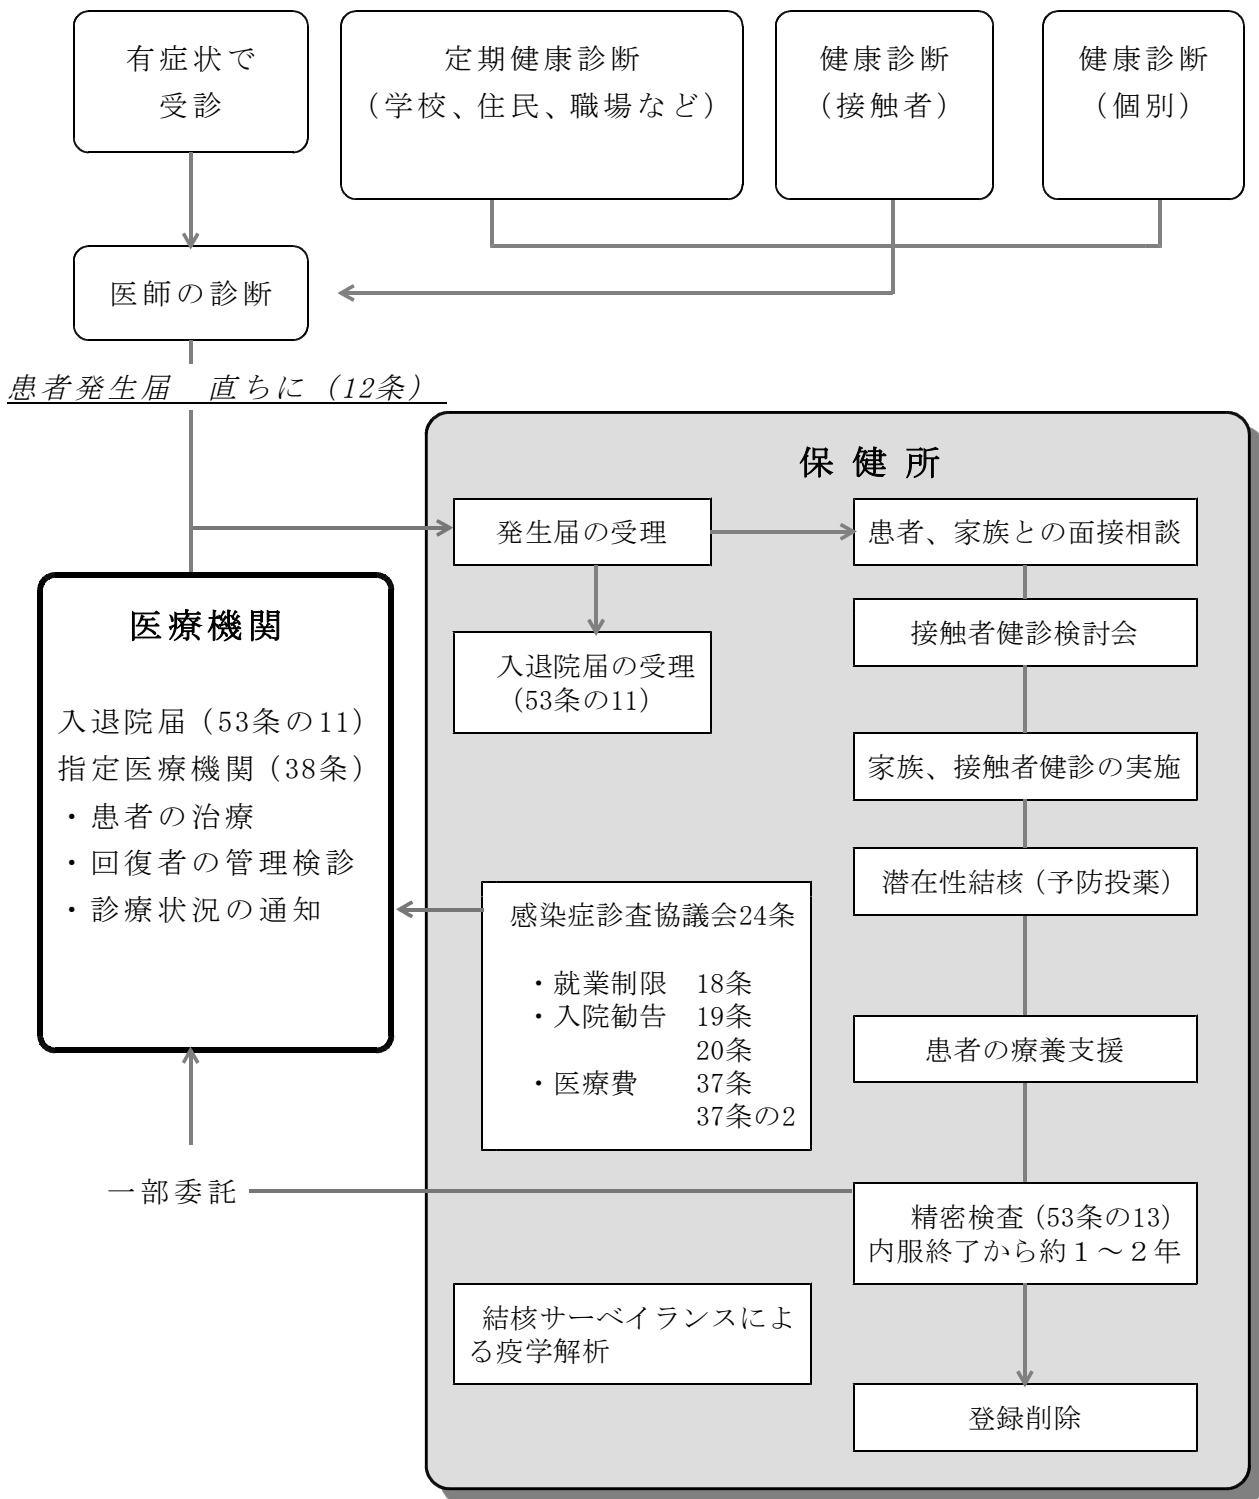 有症状で
受診
定期健康診断
（学校、住民、職場など）
健康診断
（接触者）
健康診断
（個別）
医師の診断
患者発生届　直ちに（12条）
保健所
発生届の受理
患者、家族との面接相談
入退院届の受理
（53条の11）
接触者健診検討会
家族、接触者健診の実施
潜在性結核（予防投薬）
医療機関
入退院届（53条の11）
指定医療機関（38条）
・患者の治療
・回復者の管理検診
・診療状況の通知
感染症診査協議会24条
・就業制限　18条
・入院勧告　19条
20条
・医療費　　37条
37条の2
患者の療養支援
一部委託
精密検査（53条の13）
内服終了から約１～２年
結核サーベイランスによ
る疫学解析
登録削除